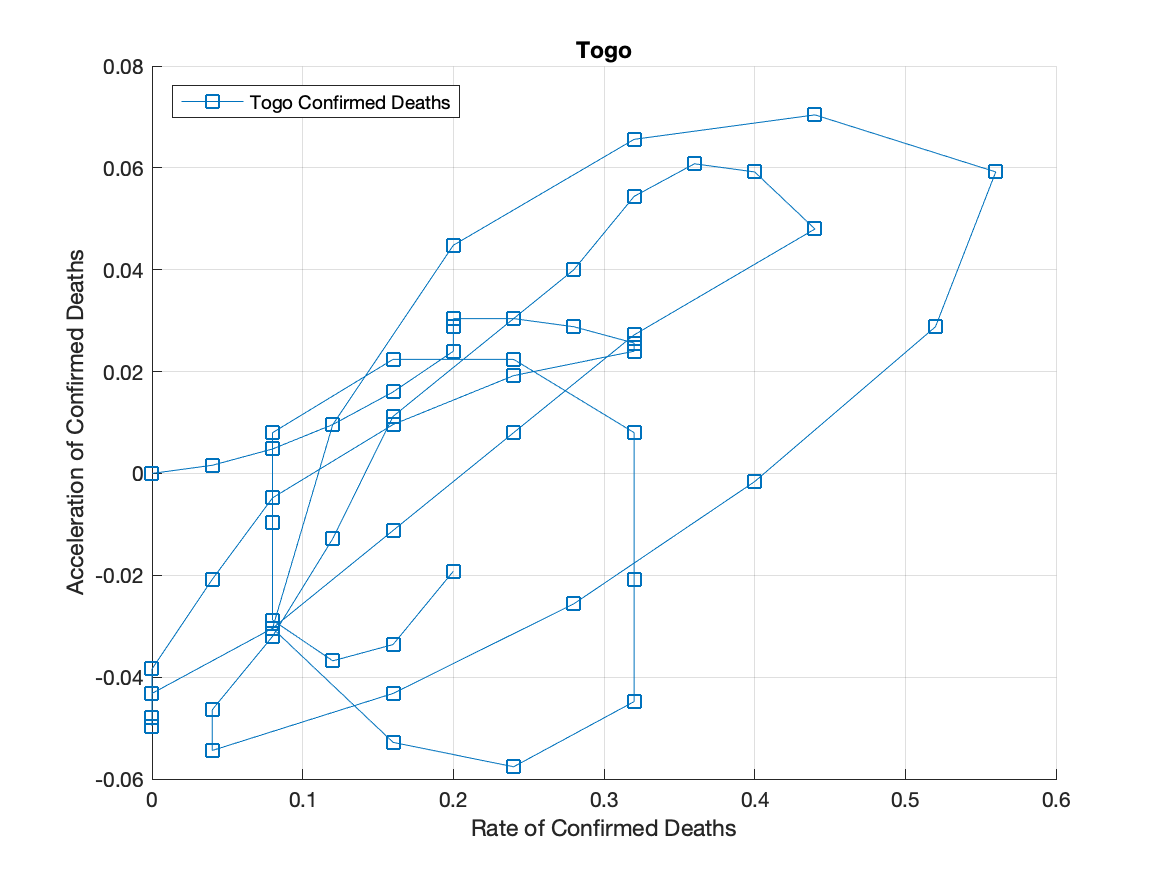 Togo
Togo Confirmed Deaths
0.08
0.06
0.04
0.02
0
-0.02
-0.04
-0.06
Acceleration of Confirmed Deaths
0 0.1 0.2 0.3 0.4 0.5 0.6
Rate of Confirmed Deaths